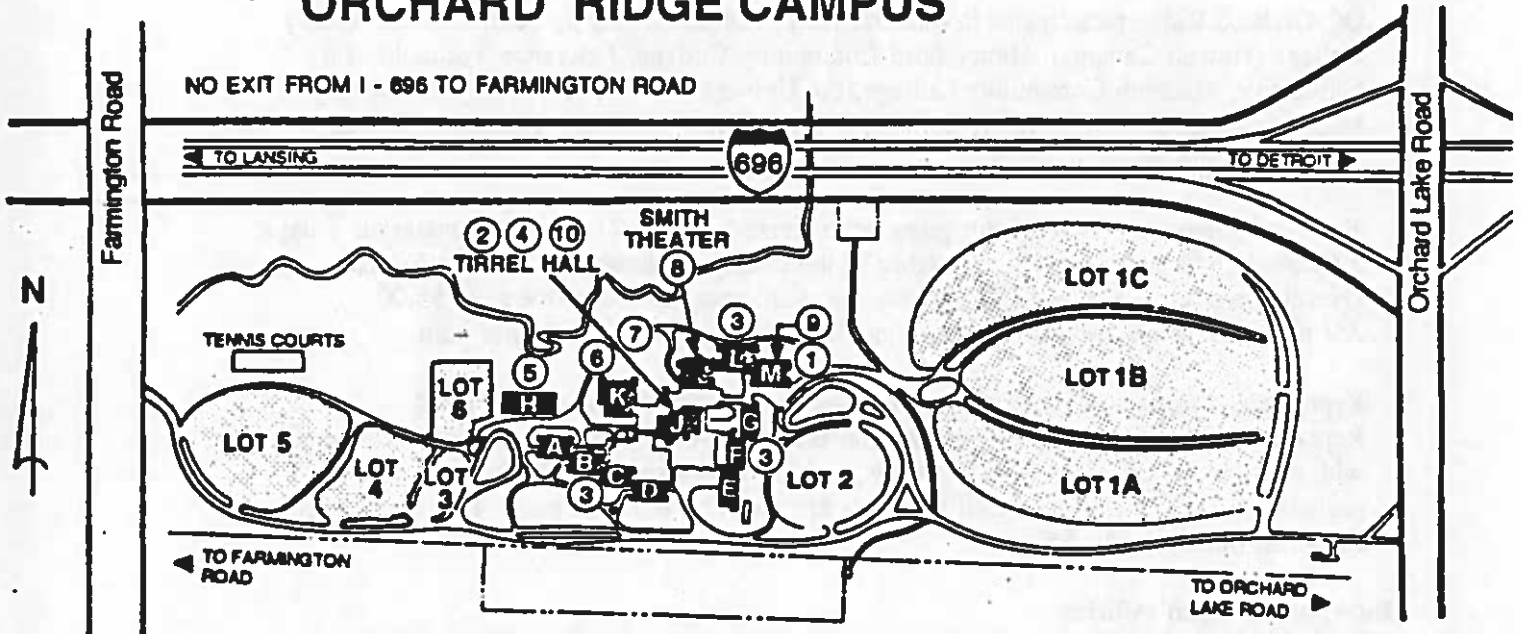 ORCHARD RIDGE CAMPUS
NO EXIT FROM I - 696 TO FARMINGTON ROAD
Farmington Road
TO LANSING
696
TO DETROIT
Orchard Lake Road
N
2 4 10
TIRREL HALL
SMITH
THEATER
8
LOT 1C
TENNIS COURTS
7
3
9
6
1
5
LOT
6
H
K
L
M
LOT 1B
LOT 5
A
B
J
G
F
3
LOT
4
LOT
3
C
D
E
3
LOT 2
LOT 1A
TO FARMINGTON
ROAD
TO ORCHARD
LAKE ROAD